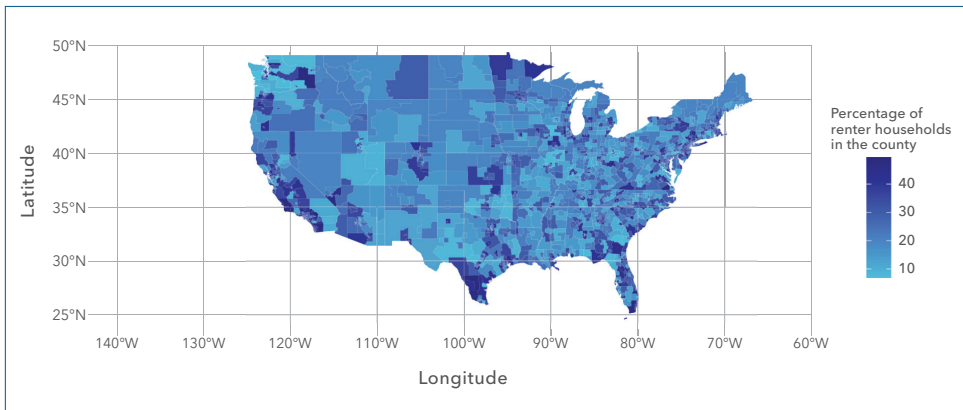 50°N
45°N
40°N
35°N
30°N
25°N
Latitude
140°W 130°W 120°W 110°W 100°W 90°W 80°W 70°W 60°W
Longitude
Percentage of
renter households
in the county
40
30
20
10